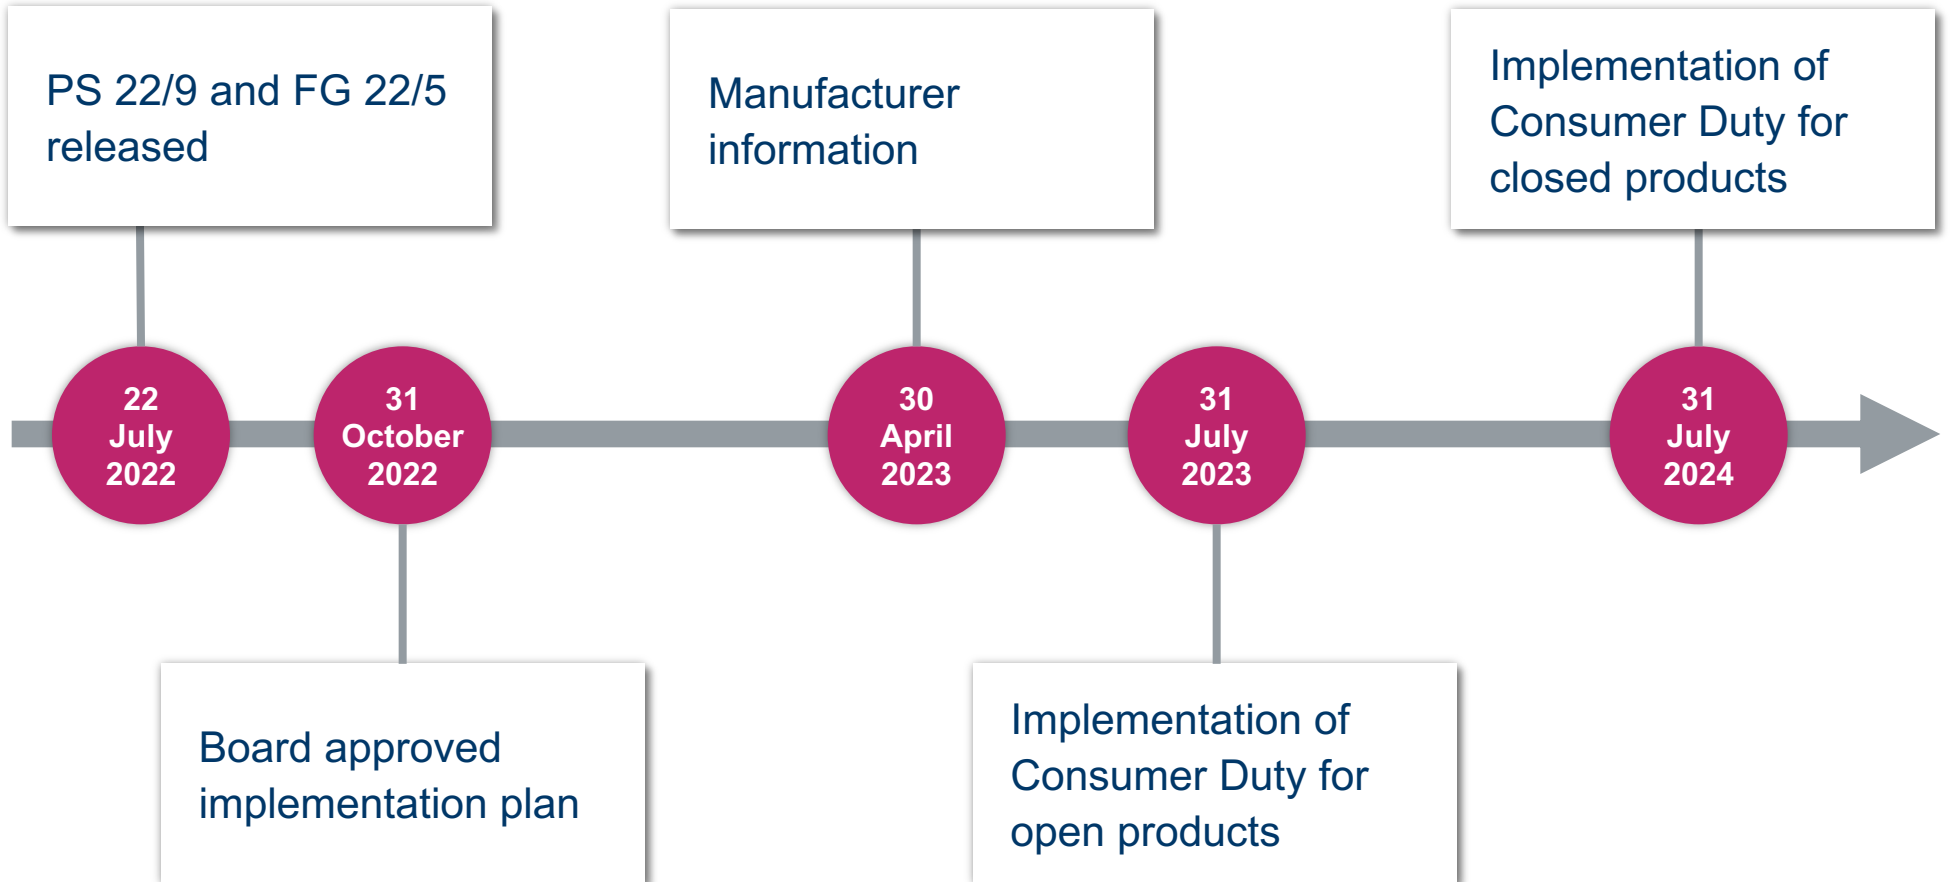 PS 22/9 and FG 22/5
released
Manufacturer
information
Implementation of
Consumer Duty for
closed products
22
July
2022
31
October
2022
30
April
2023
31
July
2023
31
July
2024
Board approved
implementation plan
Implementation of
Consumer Duty for
open products